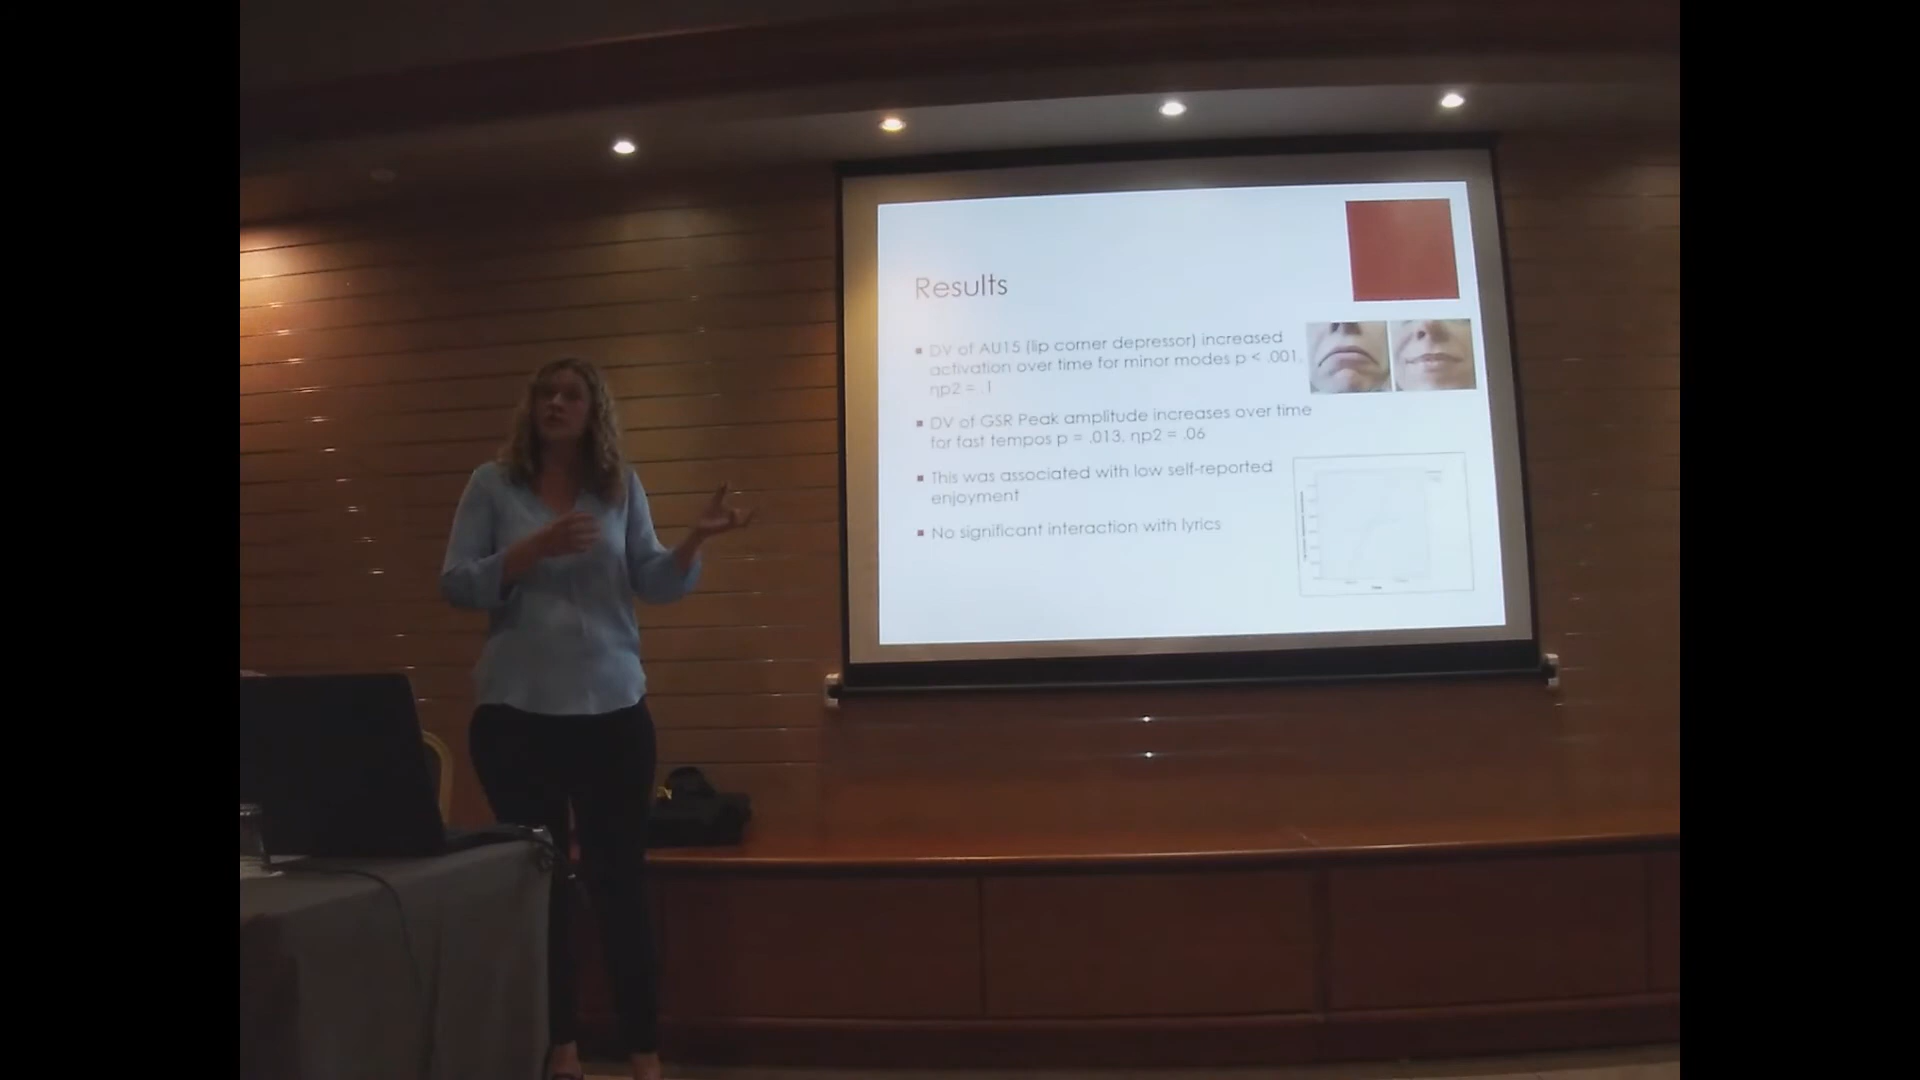 Results
DV of AU15 (lip corner depressor) increased
activation over time for minor modes p < .001,
ηp2 = .1
DV of GSR Peak amplitude increases over time
for fast tempos p = .013, ηp2 = .06
This was associated with low self-reported
enjoyment
No significant interaction with lyrics